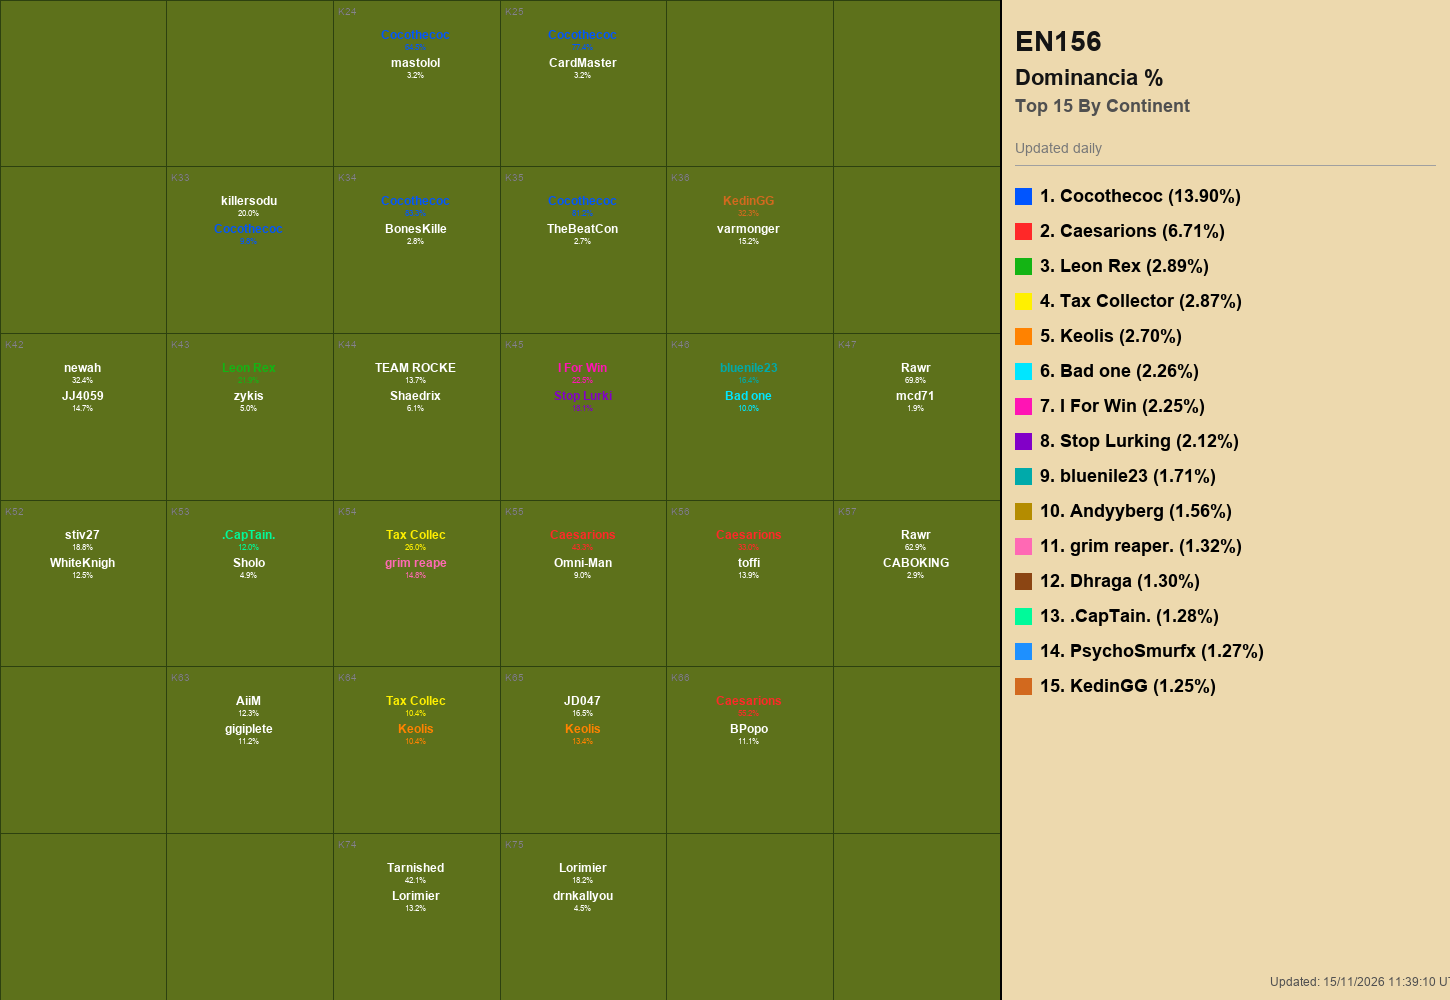 K24
Cocothecoc
mastolol
3.2%
K25
Cocothecoc
CardMaster
3.2%
K33
killersodu
20.0%
Cocothecoc
K34
Cocothecoc
BonesKille
2.8%
K35
Cocothecoc
TheBeatCon
2.7%
K36
KedinGG
varmonger
15.2%
K42
newah
32.4%
JJ4059
14.7%
K43
Leon Rex
zykis
5.0%
K44
TEAM ROCKE
13.7%
Shaedrix
6.1%
K45
I For Win
Stop Lurki
18.1%
K46
bluenile23
Bad one
10.0%
K47
Rawr
69.8%
mcd71
1.9%
K52
stiv27
18.8%
WhiteKnigh
12.5%
K53
.CapTain.
12.0%
Sholo
4.9%
K54
Tax Collec
26.0%
grim reape
14.8%
K55
Caesarions
Omni-Man
9.0%
K56
Caesarions
toffi
13.9%
K57
Rawr
62.9%
CABOKING
2.9%
K63
AiiM
12.3%
gigiplete
11.2%
K64
Tax Collec
10.4%
Keolis
10.4%
K65
JD047
16.5%
Keolis
13.4%
K66
Caesarions
BPopo
11.1%
K74
Tarnished
42.1%
Lorimier
13.2%
K75
Lorimier
18.2%
drnkallyou
4.5%
EN156
Dominancia %
Top 15 By Continent
Updated daily
1. Cocothecoc (13.90%)
2. Caesarions (6.71%)
3. Leon Rex (2.89%)
4. Tax Collector (2.87%)
5. Keolis (2.70%)
6. Bad one (2.26%)
7. I For Win (2.25%)
8. Stop Lurking (2.12%)
9. bluenile23 (1.71%)
10. Andyyberg (1.56%)
11. grim reaper. (1.32%)
12. Dhraga (1.30%)
13. .CapTain. (1.28%)
14. PsychoSmurfx (1.27%)
15. KedinGG (1.25%)
Updated: 15/11/2026 11:39:10 U